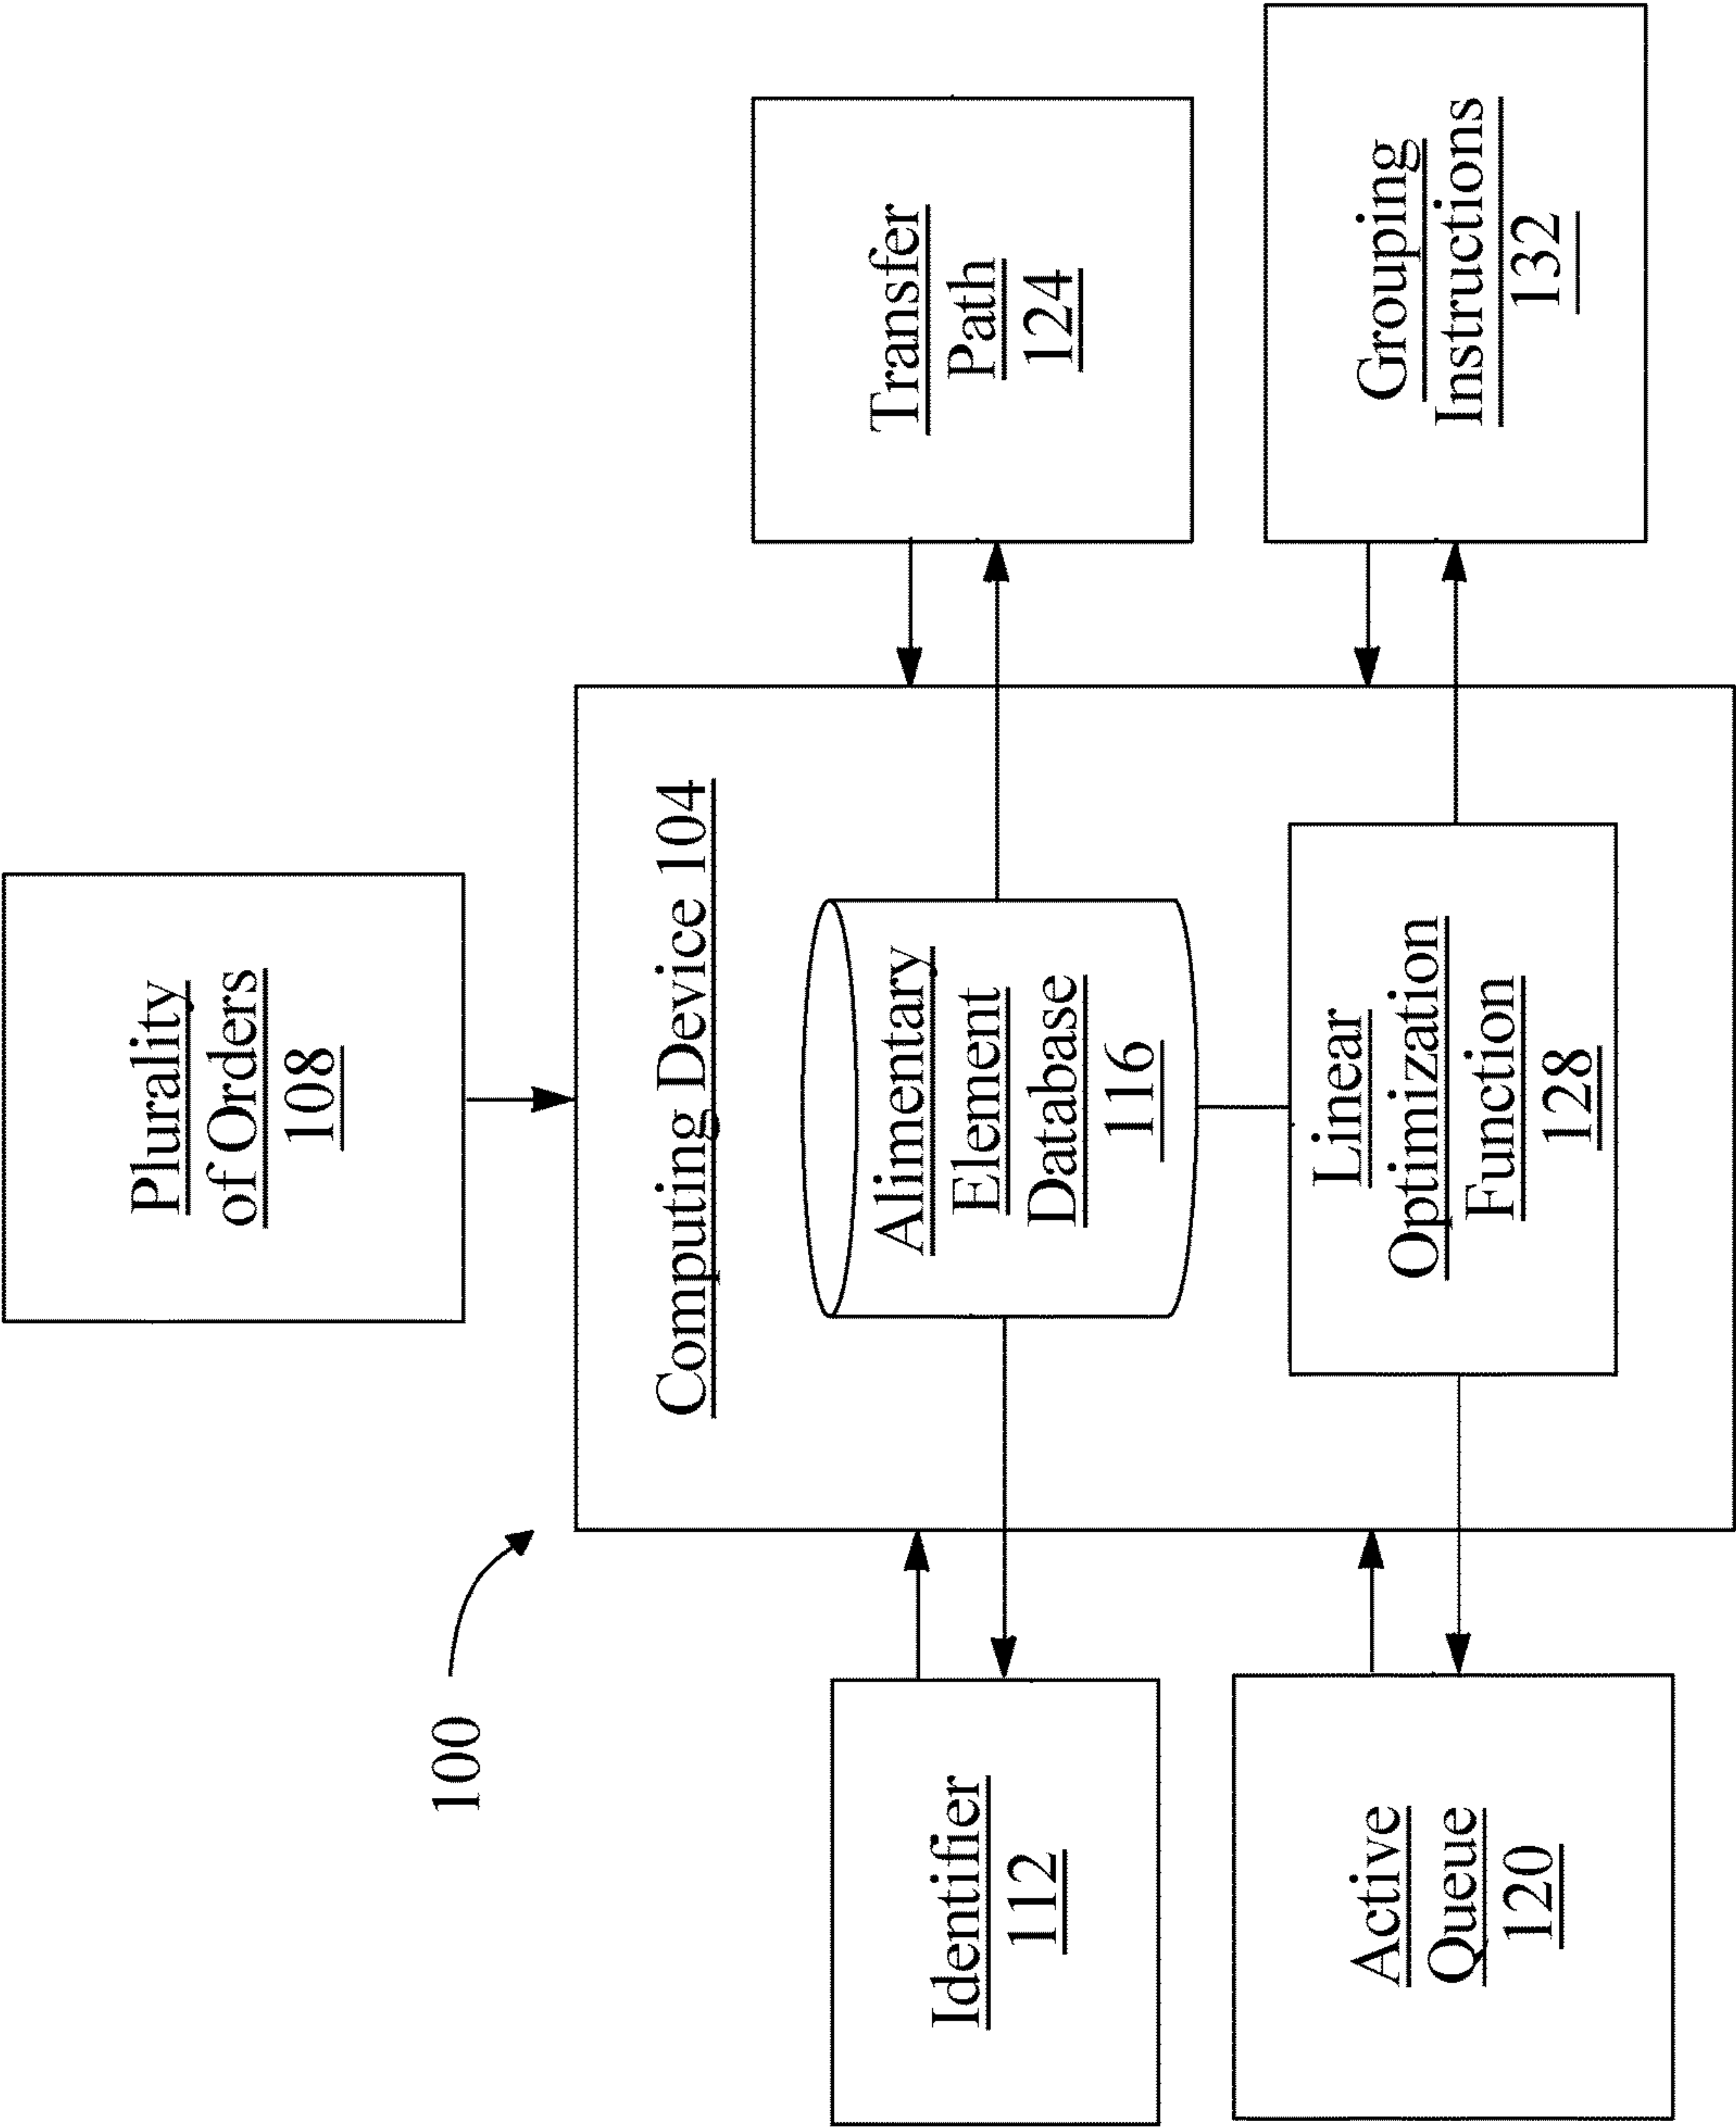 100
Plurality
of Orders
108
Computing Device 104
Identifier
112
Alimentary
Element
Database
116
Transfer
Path
124
Active
Queue
120
Linear
Optimization
Function
128
Grouping
Instructions
132